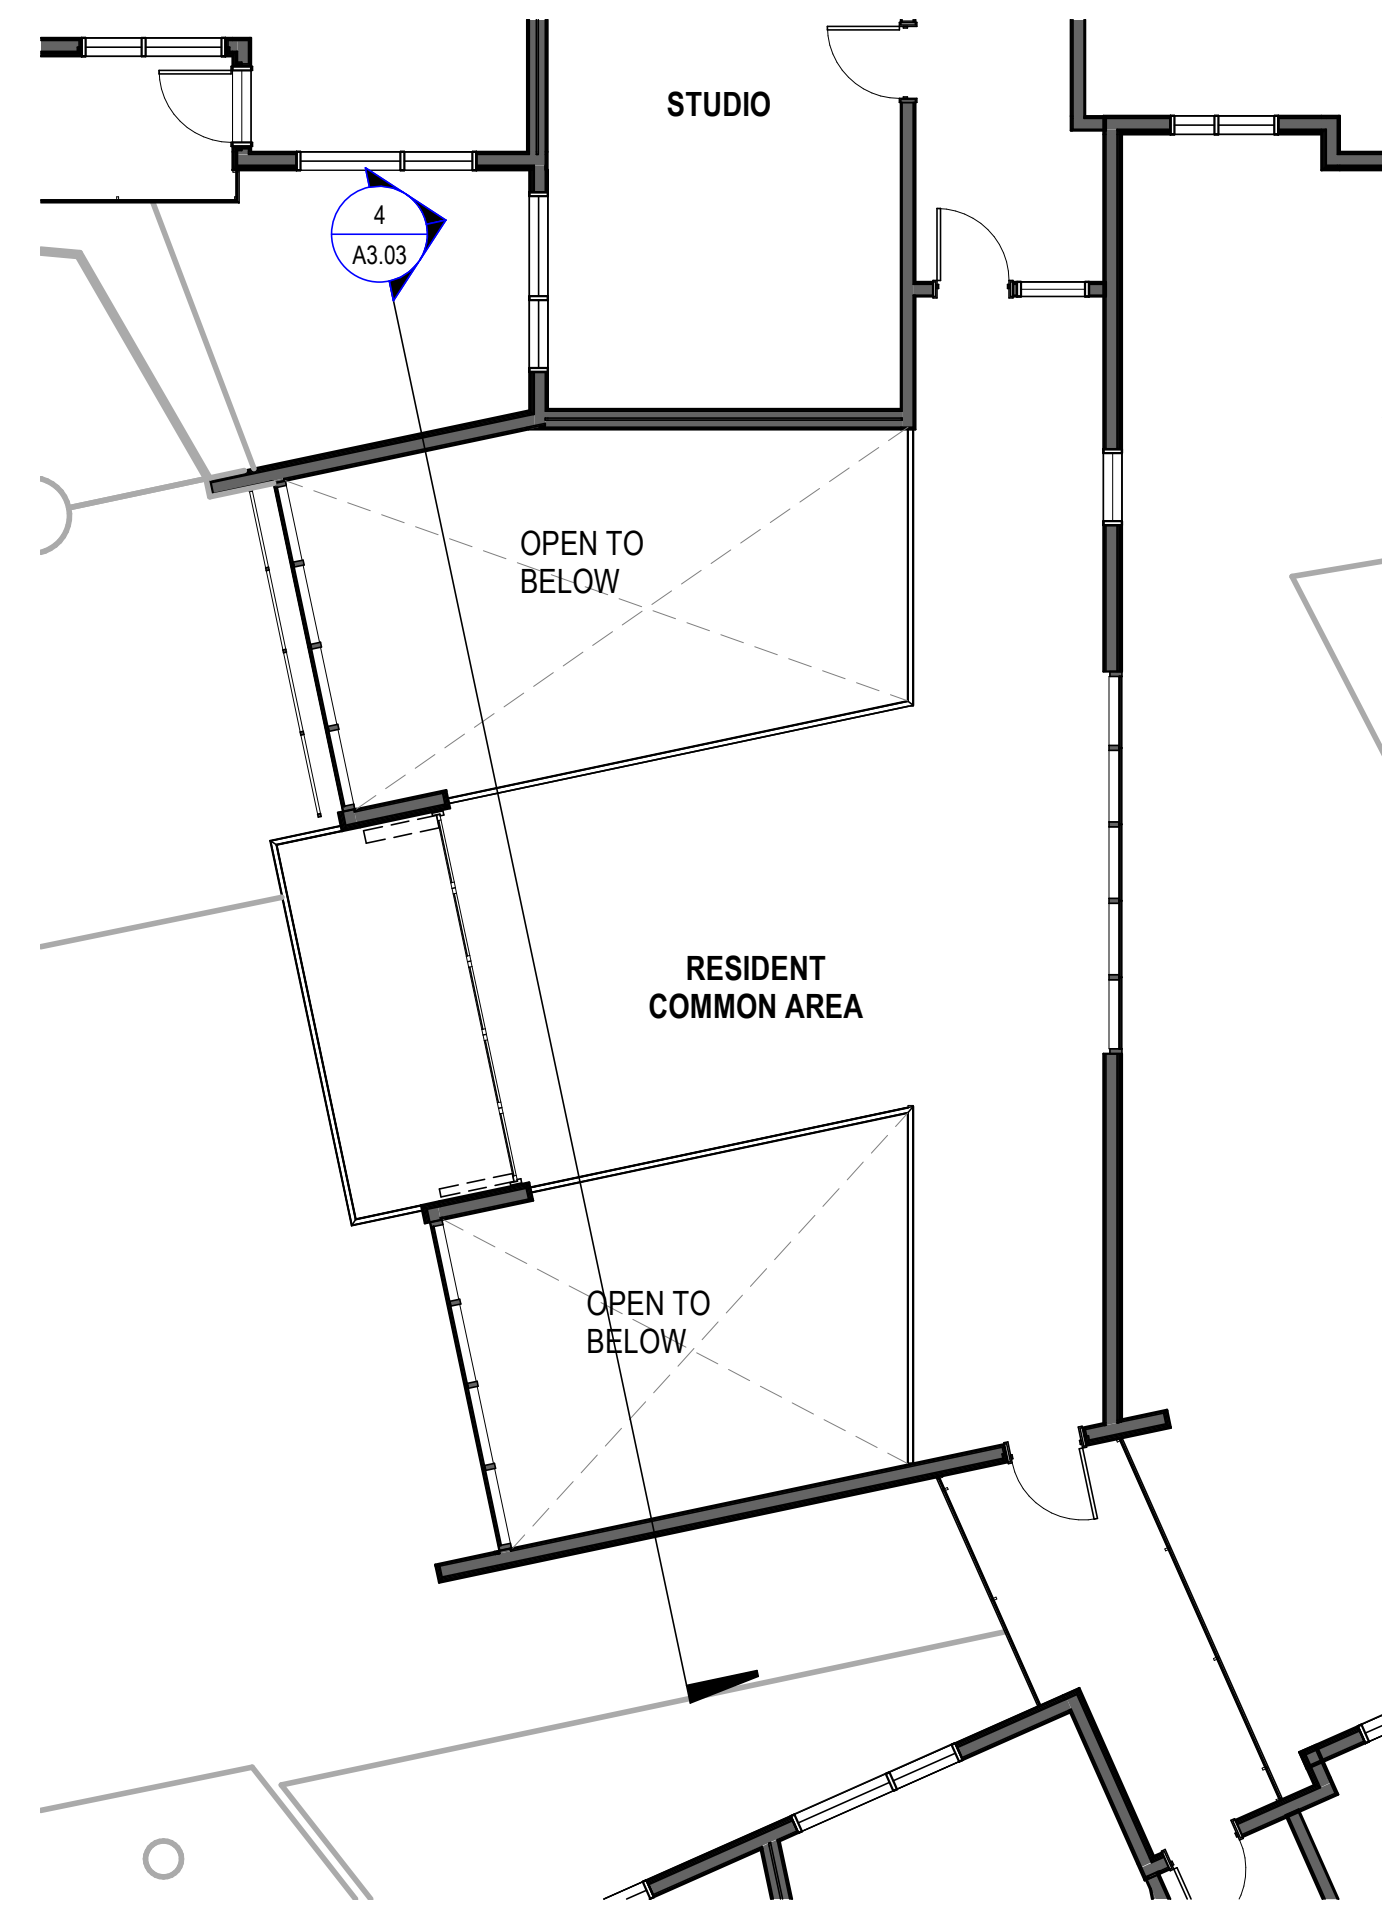 STUDIO
4
A3.03
OPEN TO
BELOW
RESIDENT
COMMON AREA
OPEN TO
BELOW